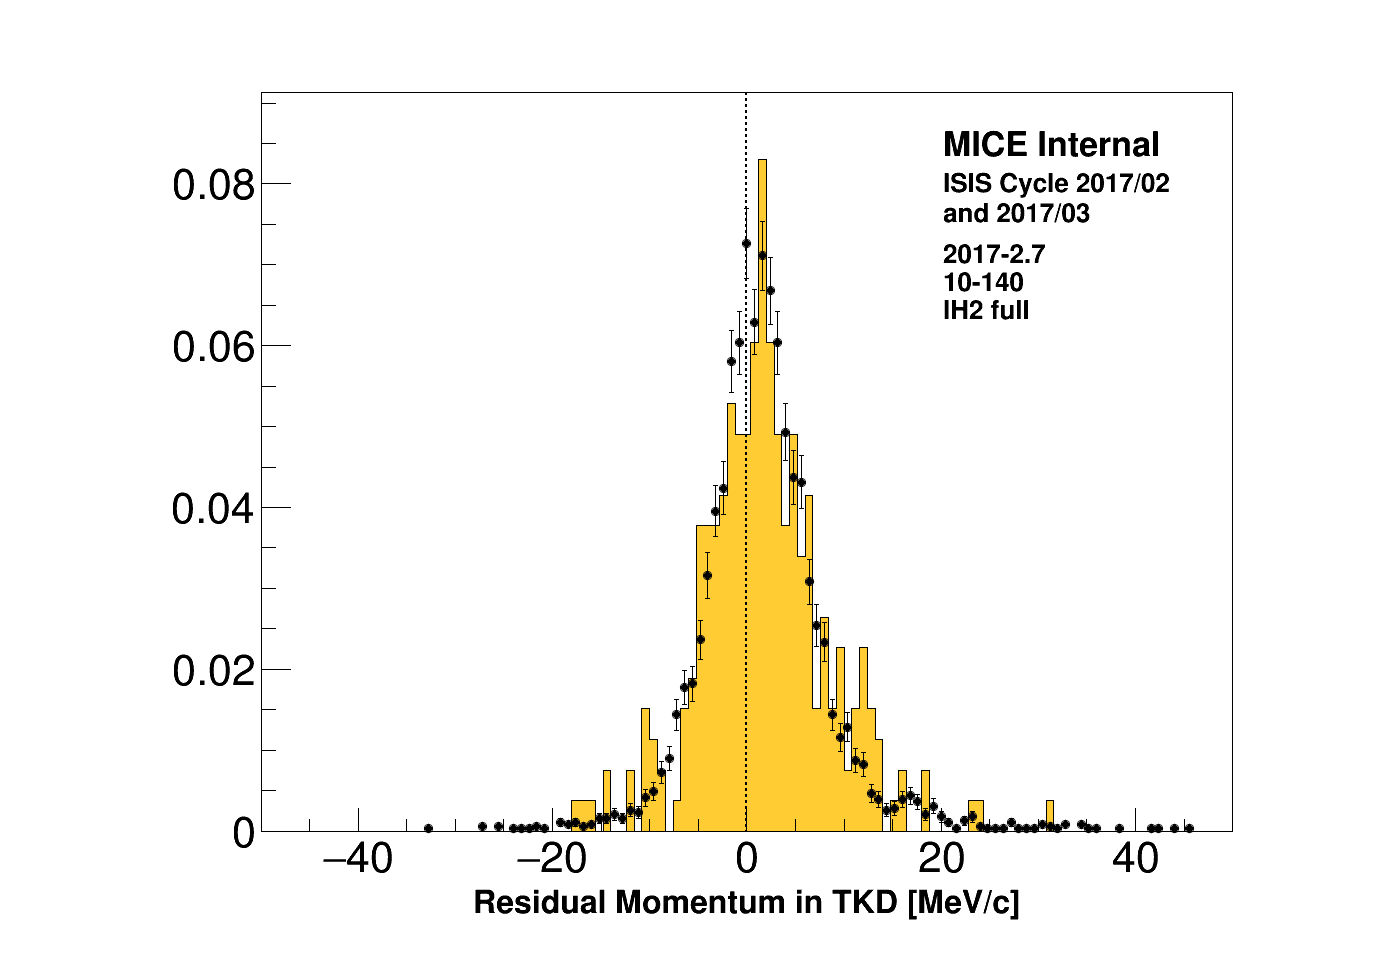 MICE Internal
ISIS Cycle 2017/02
and 2017/03
2017-2.7
10-140
lH2 full
0.08
0.06
0.04
0.02
0
−40 −20 0 20 40
Residual Momentum in TKD [MeV/c]